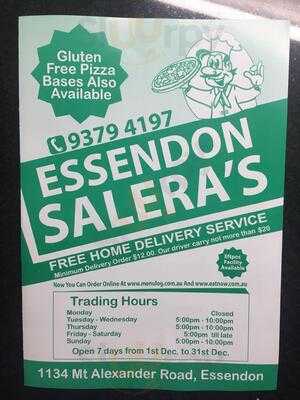 Gluten
Free Pizza
Bases Also
Available
9379 4197
ESSENDON
SALERA'S
FREE HOME DELIVERY SERVICE
Minimum Delivery Order $12.00. Our driver carry not more than $20
Eftpos
Facility
Available
Now You Can Order Online At www.menulog.com.au And www.eatnow.com.au
Trading Hours
Monday Closed
Tuesday - Wednesday 5:00pm - 10:00pm
Thursday 5:00pm - 10:00pm
Friday - Saturday 5:00pm till late
Sunday 5:00pm - 10:00pm
Open 7 days from 1st Dec. to 31st Dec.
1134 Mt Alexander Road, Essendon